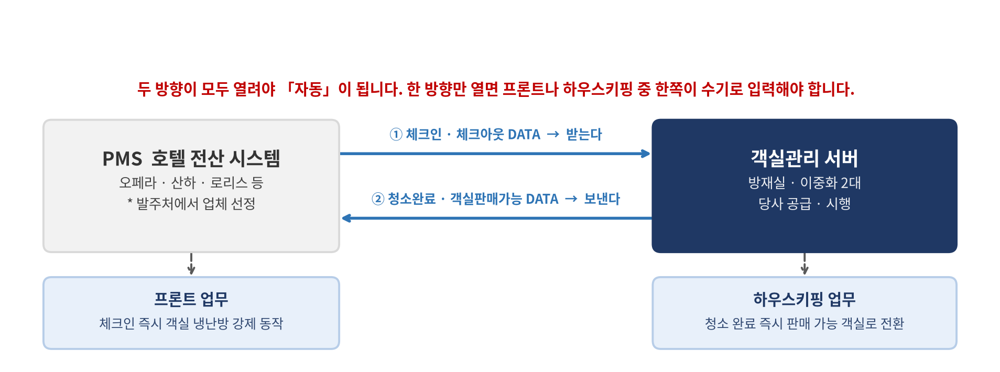 두 방향이 모두 열려야 「자동」이 됩니다. 한 방향만 열면 프론트나 하우스키핑 중 한쪽이 수기로 입력해야 합니다.
PMS 호텔 전산 시스템
오페라 · 산하 · 로리스 등
* 발주처에서 업체 선정
① 체크인 · 체크아웃 DATA → 받는다
② 청소완료 · 객실판매가능 DATA → 보낸다
객실관리 서버
방재실 · 이중화 2대
당사 공급 · 시행
프론트 업무
체크인 즉시 객실 냉난방 강제 동작
하우스키핑 업무
청소 완료 즉시 판매 가능 객실로 전환